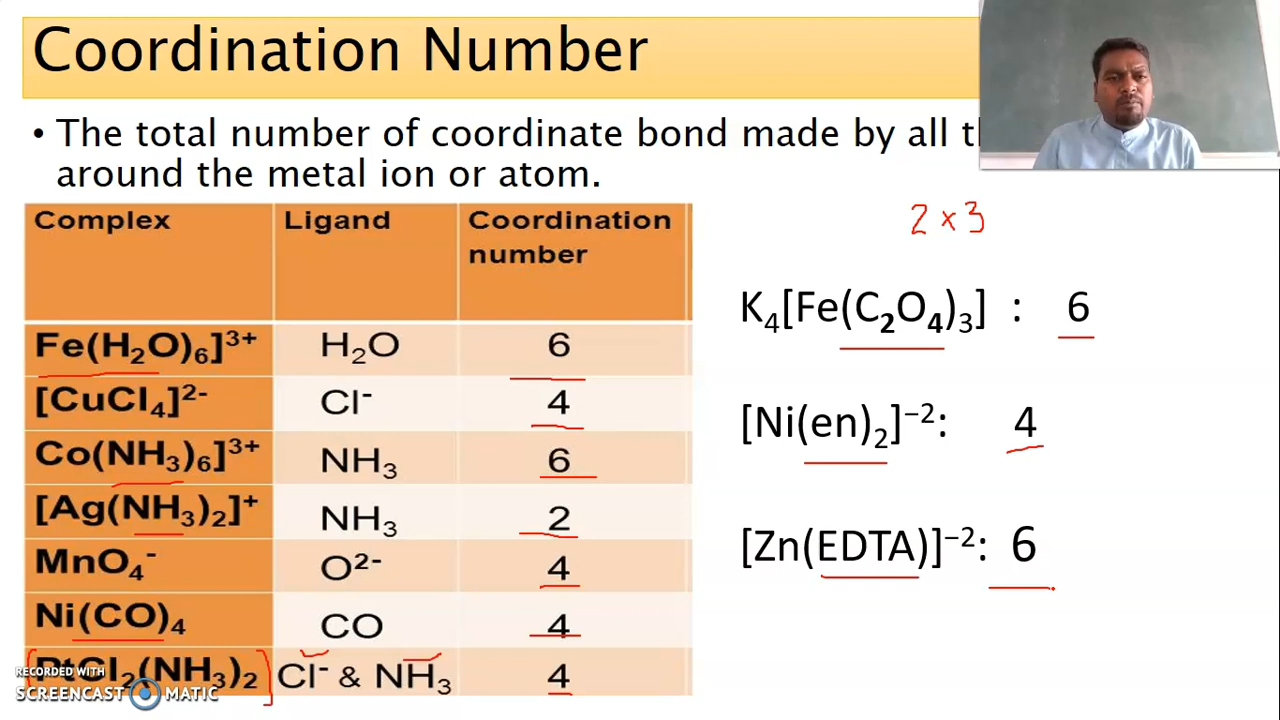 Coordination Number
• The total number of coordinate bond made by all
around the metal ion or atom.
Complex Ligand Coordination number
Fe(H₂O)₆]³⁺ H₂O 6
[CuCl₄]²⁻ Cl⁻ 4
Co(NH₃)₆]³⁺ NH₃ 6
[Ag(NH₃)₂]⁺ NH₃ 2
MnO₄⁻ O²⁻ 4
Ni(CO)₄ CO 4
[PtCl₂(NH₃)₂] Cl⁻ & NH₃ 4
2 × 3
K₄[Fe(C₂O₄)₃] : 6
[Ni(en)₂]⁻²: 4
[Zn(EDTA)]⁻²: 6
RECORDED WITH
SCREENCAST MATIC